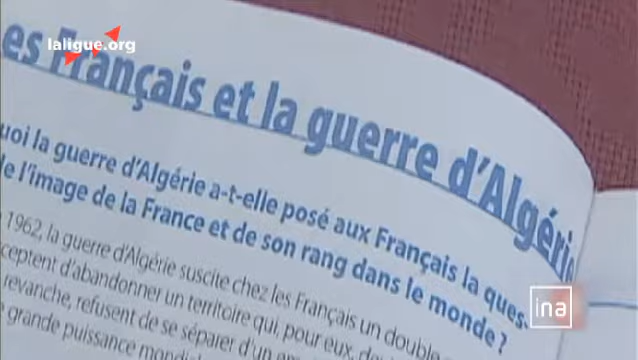 laligue.org
es Français et la guerre d'Algérie
uoi la guerre d'Algérie a-t-elle posé aux Français la ques-
e l'image de la France et de son rang dans le monde ?
1962, la guerre d'Algérie suscite chez les Français un double
ceptent d'abandonner un territoire qui, pour eux,
revanche, refusent de se séparer d'un
grande puissance
ina